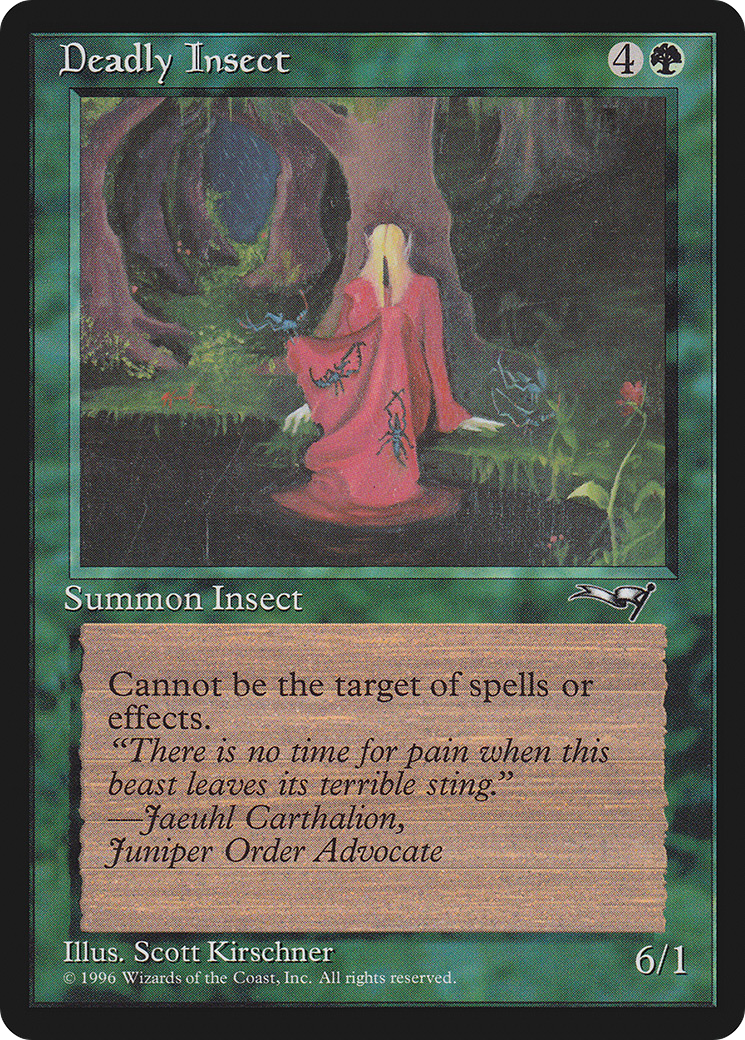 Deadly Insect
4
Summon Insect
Cannot be the target of spells or
effects.
“There is no time for pain when this
beast leaves its terrible sting.”
—Jaeuhl Carthalion,
Juniper Order Advocate
Illus. Scott Kirschner
6/1
© 1996 Wizards of the Coast, Inc. All rights reserved.